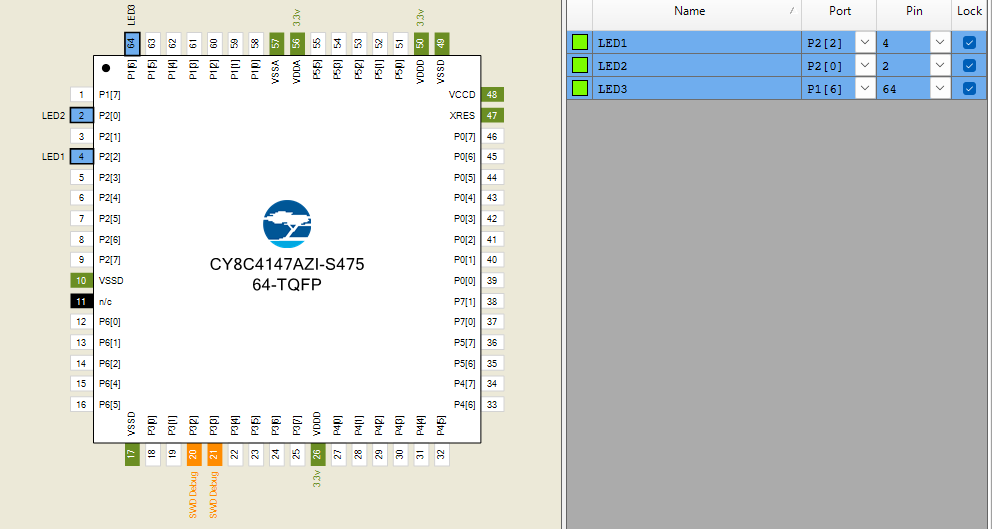 LED3
3.3v
3.3v
64
63
62
61
60
59
58
57
56
55
54
53
52
51
50
49
P1[6]
P1[5]
P1[4]
P1[3]
P1[2]
P1[1]
P1[0]
VSSA
VDDA
P5[5]
P5[3]
P5[2]
P5[1]
P5[0]
VDDD
VSSD
1 P1[7]
LED2 2 P2[0]
3 P2[1]
LED1 4 P2[2]
5 P2[3]
6 P2[4]
7 P2[5]
8 P2[6]
9 P2[7]
10 VSSD
11 n/c
12 P6[0]
13 P6[1]
14 P6[2]
15 P6[4]
16 P6[5]
CY8C4147AZI-S475
64-TQFP
VCCD 48
XRES 47
P0[7] 46
P0[6] 45
P0[5] 44
P0[4] 43
P0[3] 42
P0[2] 41
P0[1] 40
P0[0] 39
P7[1] 38
P7[0] 37
P5[7] 36
P5[6] 35
P4[7] 34
P4[6] 33
VSSD
P3[0]
P3[1]
P3[2]
P3[3]
P3[4]
P3[5]
P3[6]
P3[7]
VDDD
P4[0]
P4[1]
P4[2]
P4[3]
P4[4]
P4[5]
17
18
19
20
21
22
23
24
25
26
27
28
29
30
31
32
SWD Debug
SWD Debug
3.3v
Name Port Pin Lock
LED1 P2[2] 4
LED2 P2[0] 2
LED3 P1[6] 64